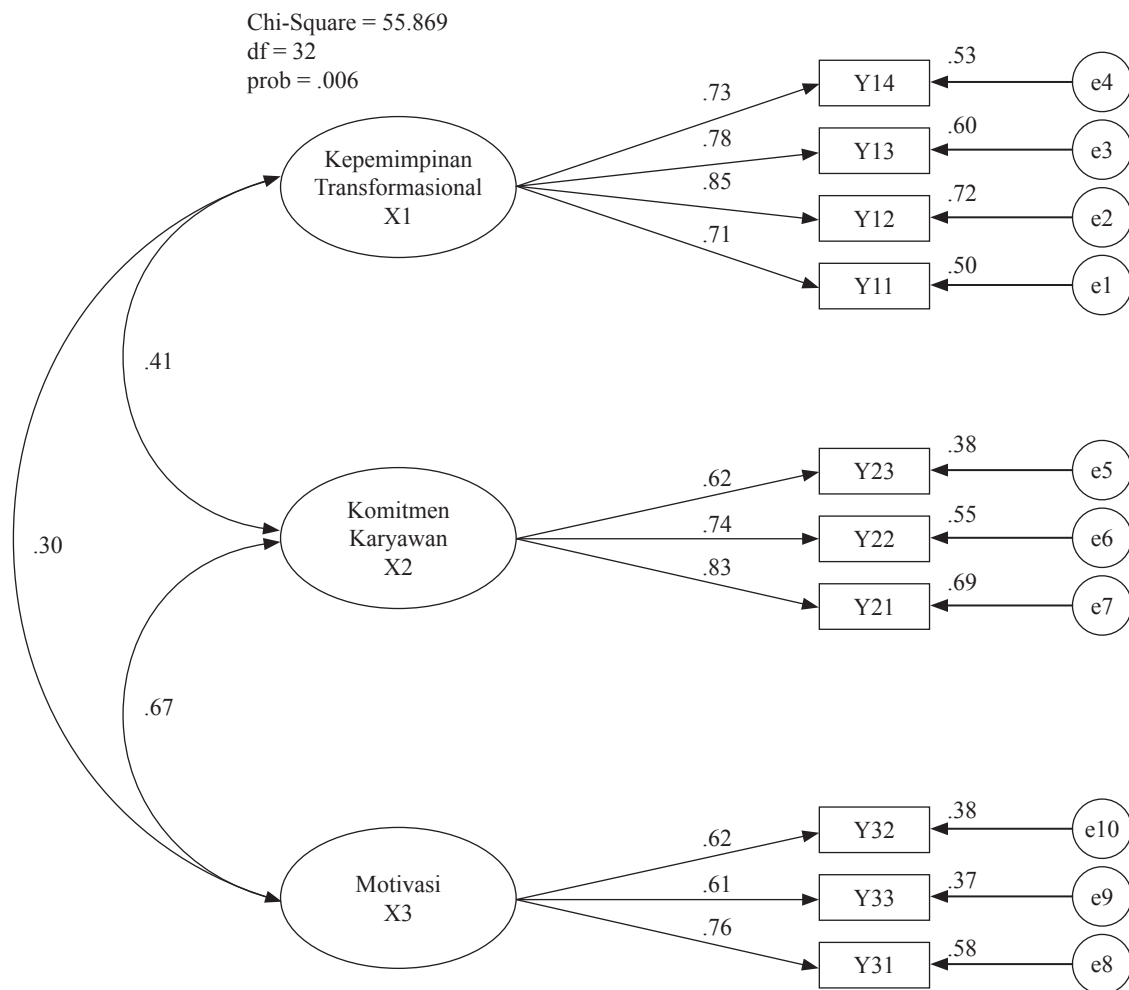 Chi-Square = 55.869
df = 32
prob = .006
Kepemimpinan
Transformasional
X1
.73
.78
.85
.71
Y14
Y13
Y12
Y11
.53
.60
.72
.50
e4
e3
e2
e1
.41
.30
Komitmen
Karyawan
X2
.62
.74
.83
Y23
Y22
Y21
.38
.55
.69
e5
e6
e7
.67
Motivasi
X3
.62
.61
.76
Y32
Y33
Y31
.38
.37
.58
e10
e9
e8